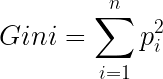 $Gini = \sum_{i=1}^{n} p_i^2$